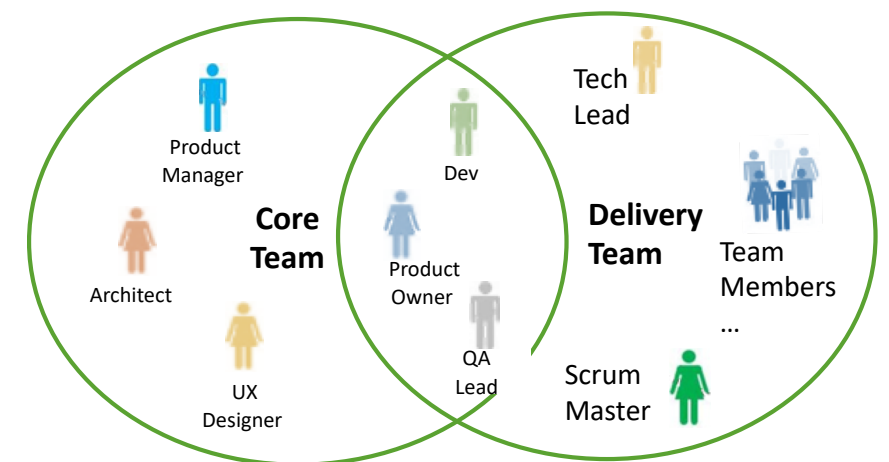 Product
Manager
Core
Team
Architect
UX
Designer
Dev
Product
Owner
QA
Lead
Tech
Lead
Delivery
Team
Team
Members
...
Scrum
Master